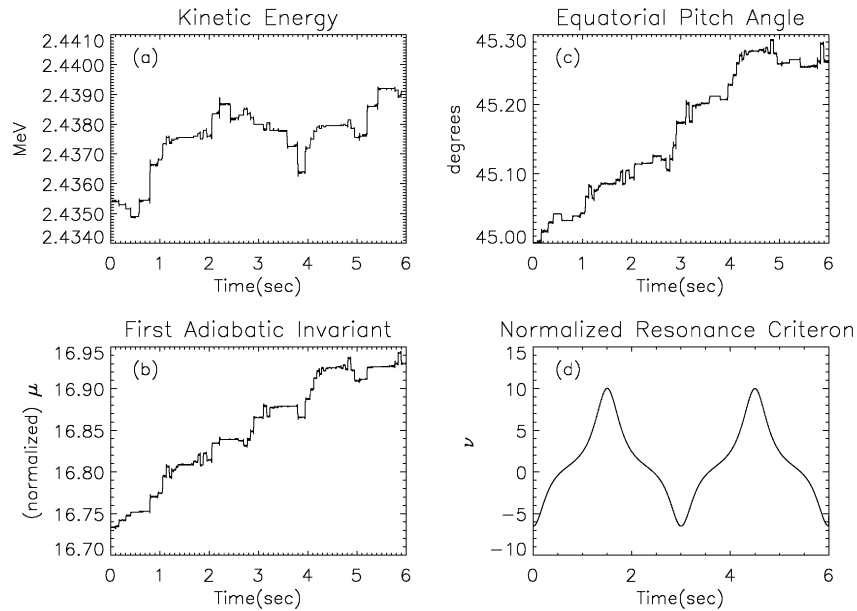 Kinetic Energy
(a)
MeV
2.4410
2.4400
2.4390
2.4380
2.4370
2.4360
2.4350
2.4340
0 1 2 3 4 5 6
Time(sec)
Equatorial Pitch Angle
(c)
degrees
45.30
45.20
45.10
45.00
0 1 2 3 4 5 6
Time(sec)
First Adiabatic Invariant
(b)
(normalized) μ
16.95
16.90
16.85
16.80
16.75
16.70
0 1 2 3 4 5 6
Time(sec)
Normalized Resonance Criteron
(d)
ν
15
10
5
0
−5
−10
0 2 4 6
Time(sec)